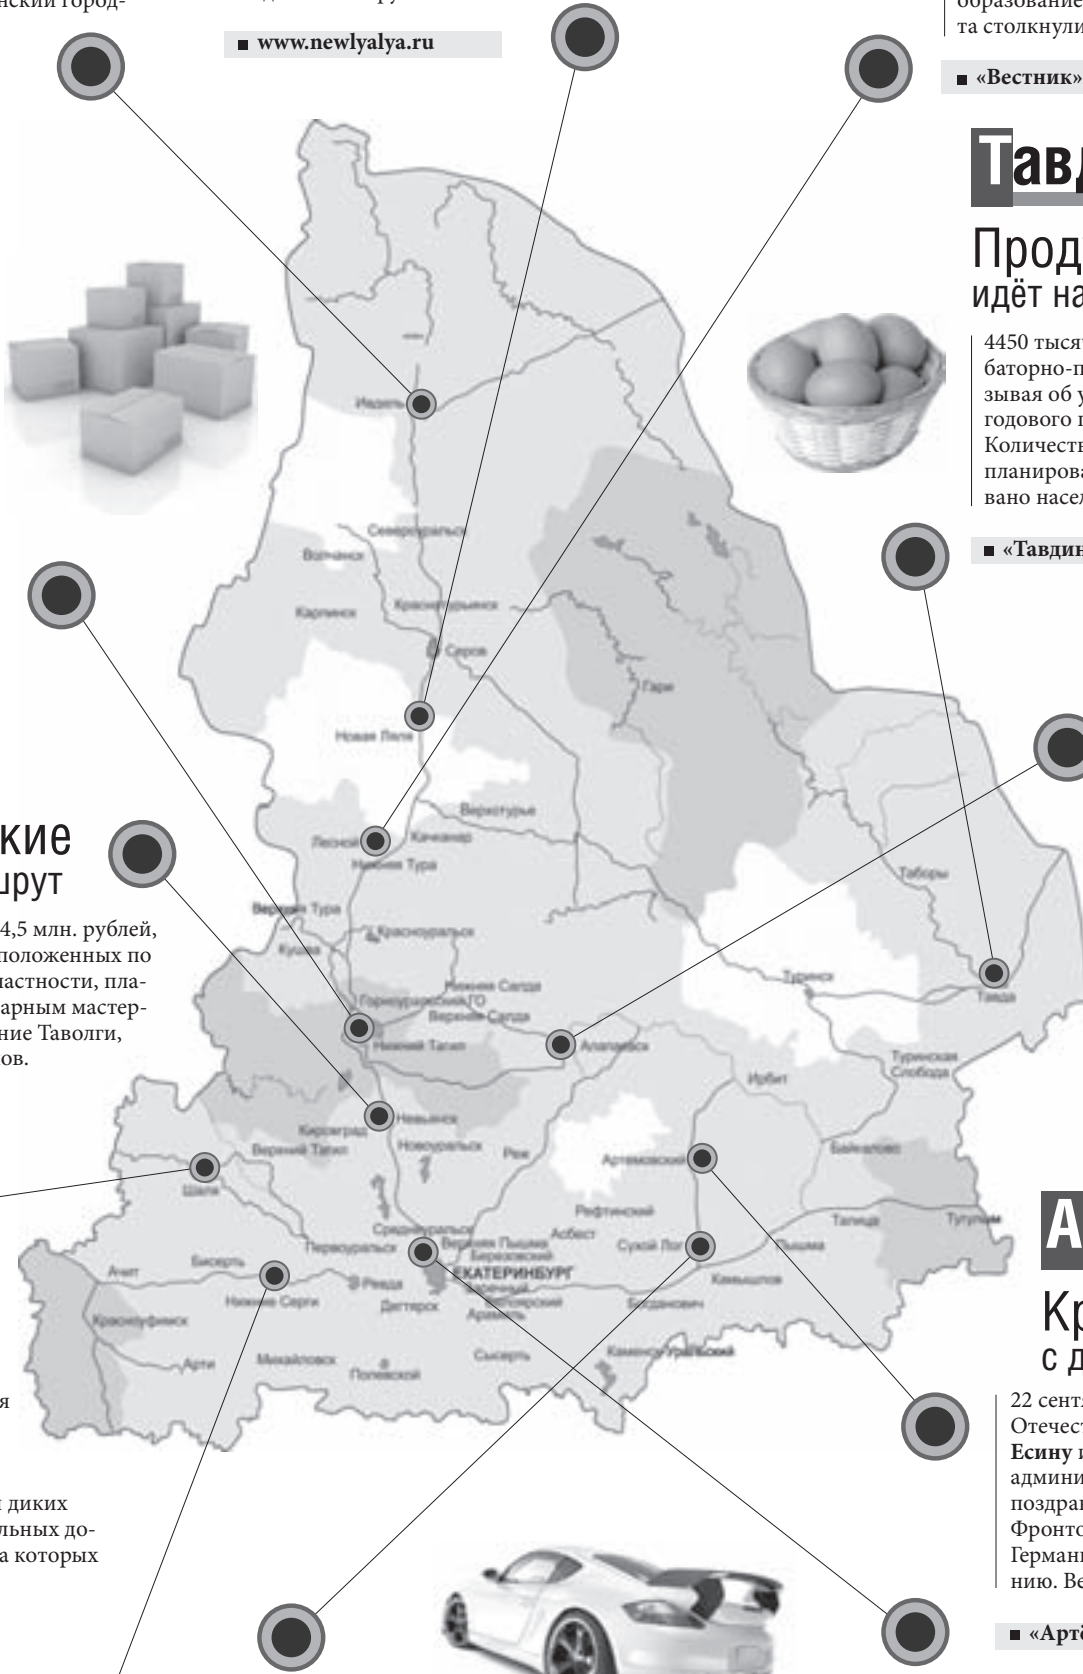 нский город-
■ www.newlyalya.ru
образование
та столкнули
■ «Вестник»
Тавд
Прод
идёт на
4450 тысяч
баторно-п
зывая об у
годового п
Количеств
планирова
вано насел
■ «Тавдин
Ивдель
Североуральск
Волчанск
Карпинск
Краснотурьинск
Серов
Гари
Новая Ляля
Верхотурье
Лесной
Качканар
Нижняя Тура
Таборы
Верхняя Тура
Красноуральск
Кушва
Туринск
Тавда
Нижняя Салда
Горноуральский ГО
Верхняя Салда
Нижний Тагил
Алапаевск
Туринская
Слобода
Ирбит
Невьянск
Кировград
Новоуральск
Верхний Тагил
Реж
Артемовский
Байкалово
Шаля
Рефтинский
Талица
Тугулым
Среднеуральск
Асбест
Верхняя Пышма
Березовский
Сухой Лог
Пышма
Первоуральск
Бисерть
ЕКАТЕРИНБУРГ
Ачит
Ревда
Камышлов
Нижние Серги
Дегтярск
Арамиль
Богданович
Красноуфимск
Арти
Михайловск
Полевской
Сысерть
Каменск-Уральский
кие
шрут
4,5 млн. рублей,
положенных по
частности, пла-
арным мастер-
ние Таволги,
ов.
я
и диких
льных до-
а которых
А
Кр
с д
22 сентя
Отечест
Есину и
админи
поздрав
Фронто
Германи
нию. Ве
■ «Артё